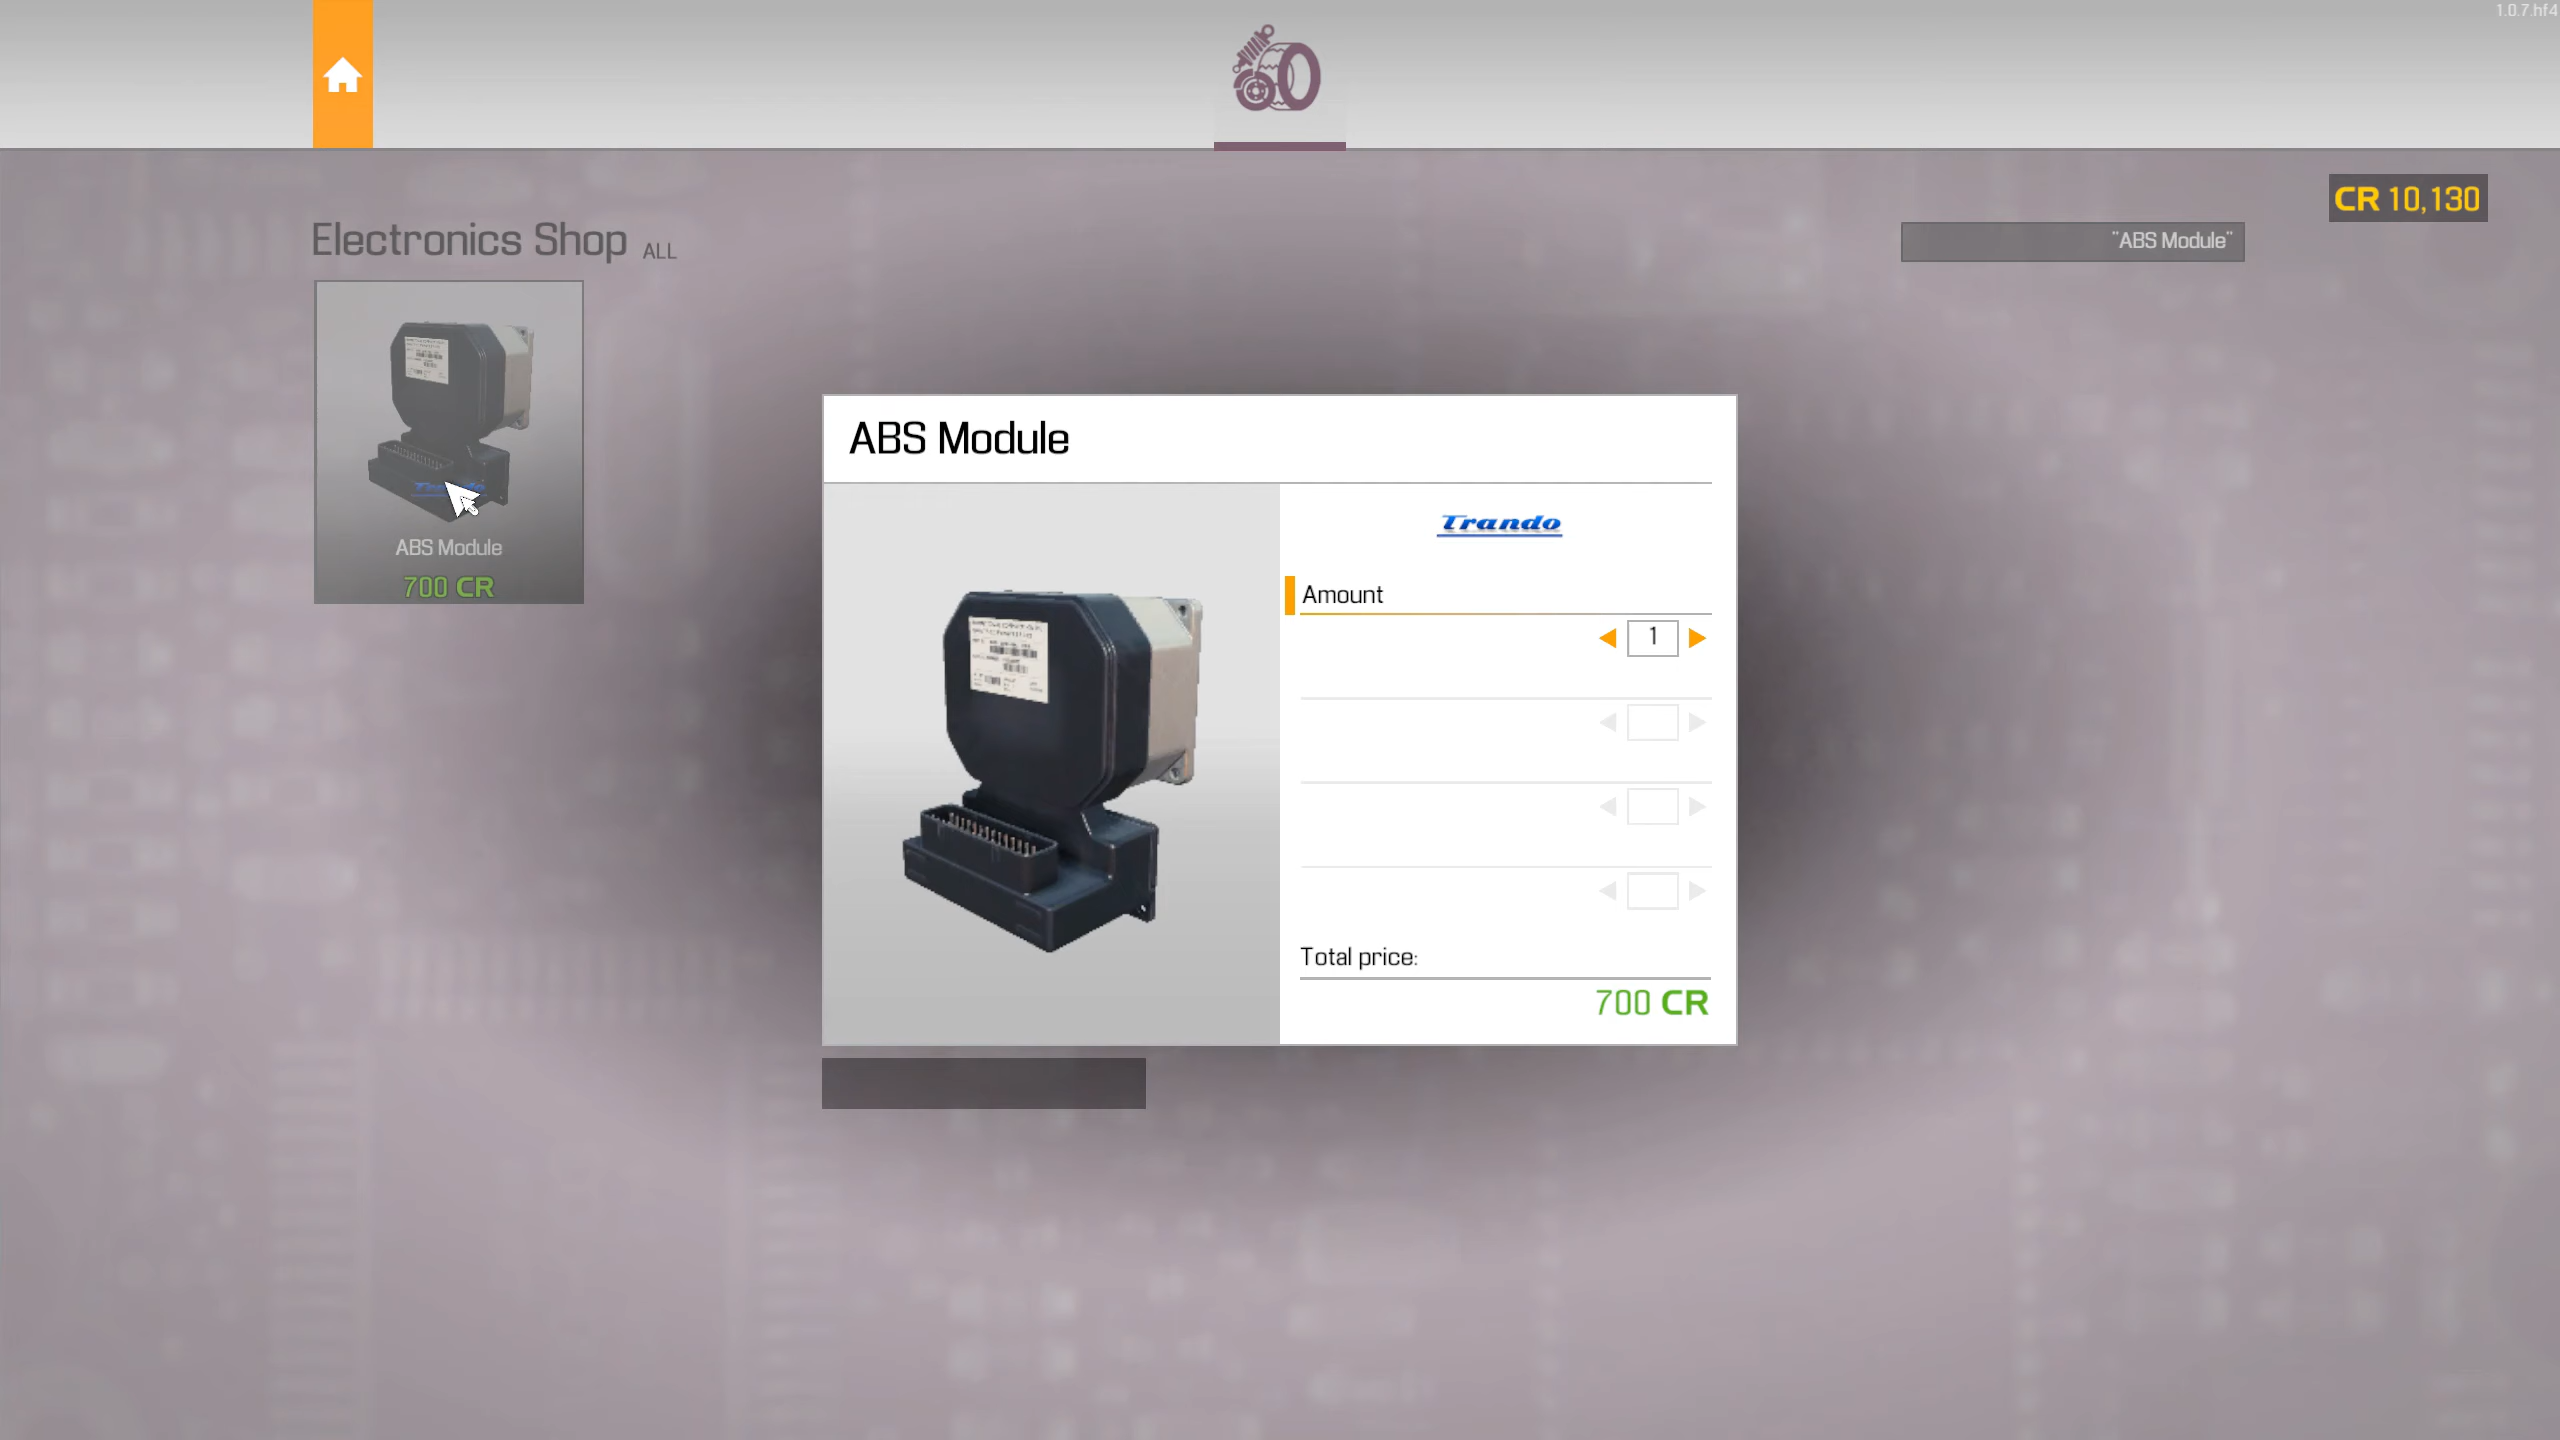 1.0.7.hf4
CR 10,130
Electronics Shop ALL
"ABS Module"
Trando
ABS Module
700 CR
ABS Module
Trando
Amount
1
Total price:
700 CR